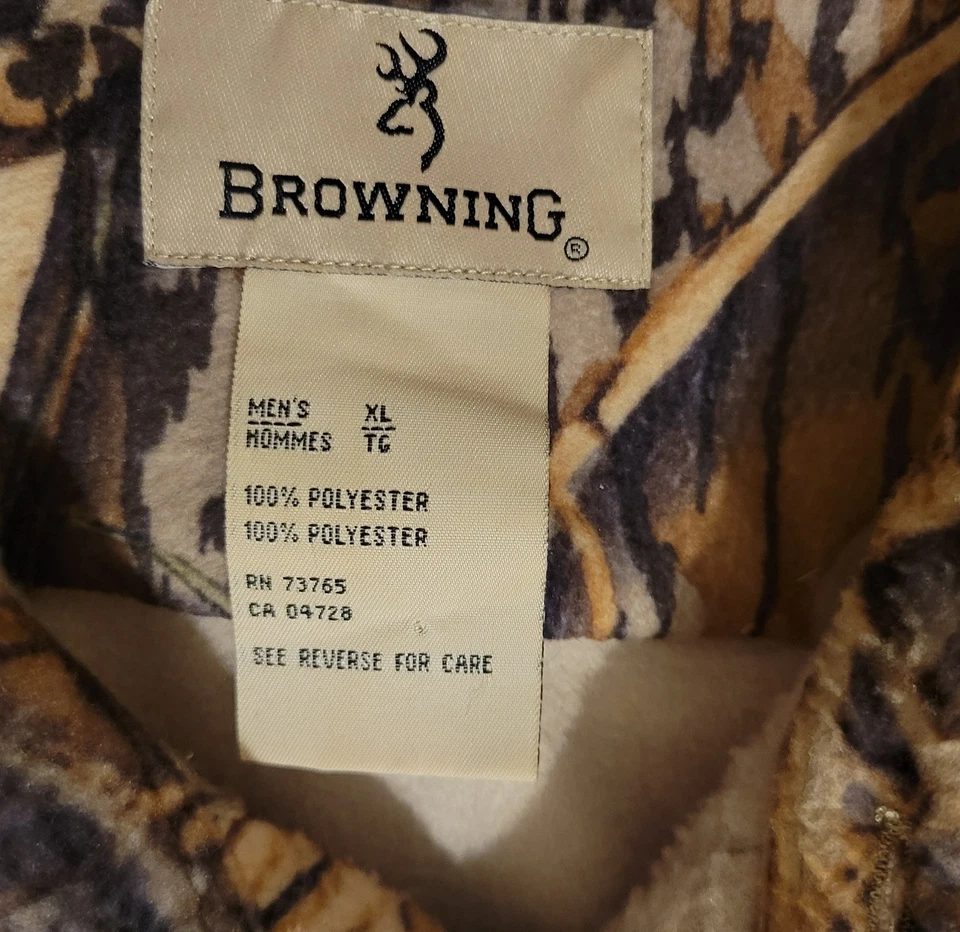 BROWNING®
MEN'S XL
HOMMES TG
100% POLYESTER
100% POLYESTER
RN 73765
CA 04728
SEE REVERSE FOR CARE